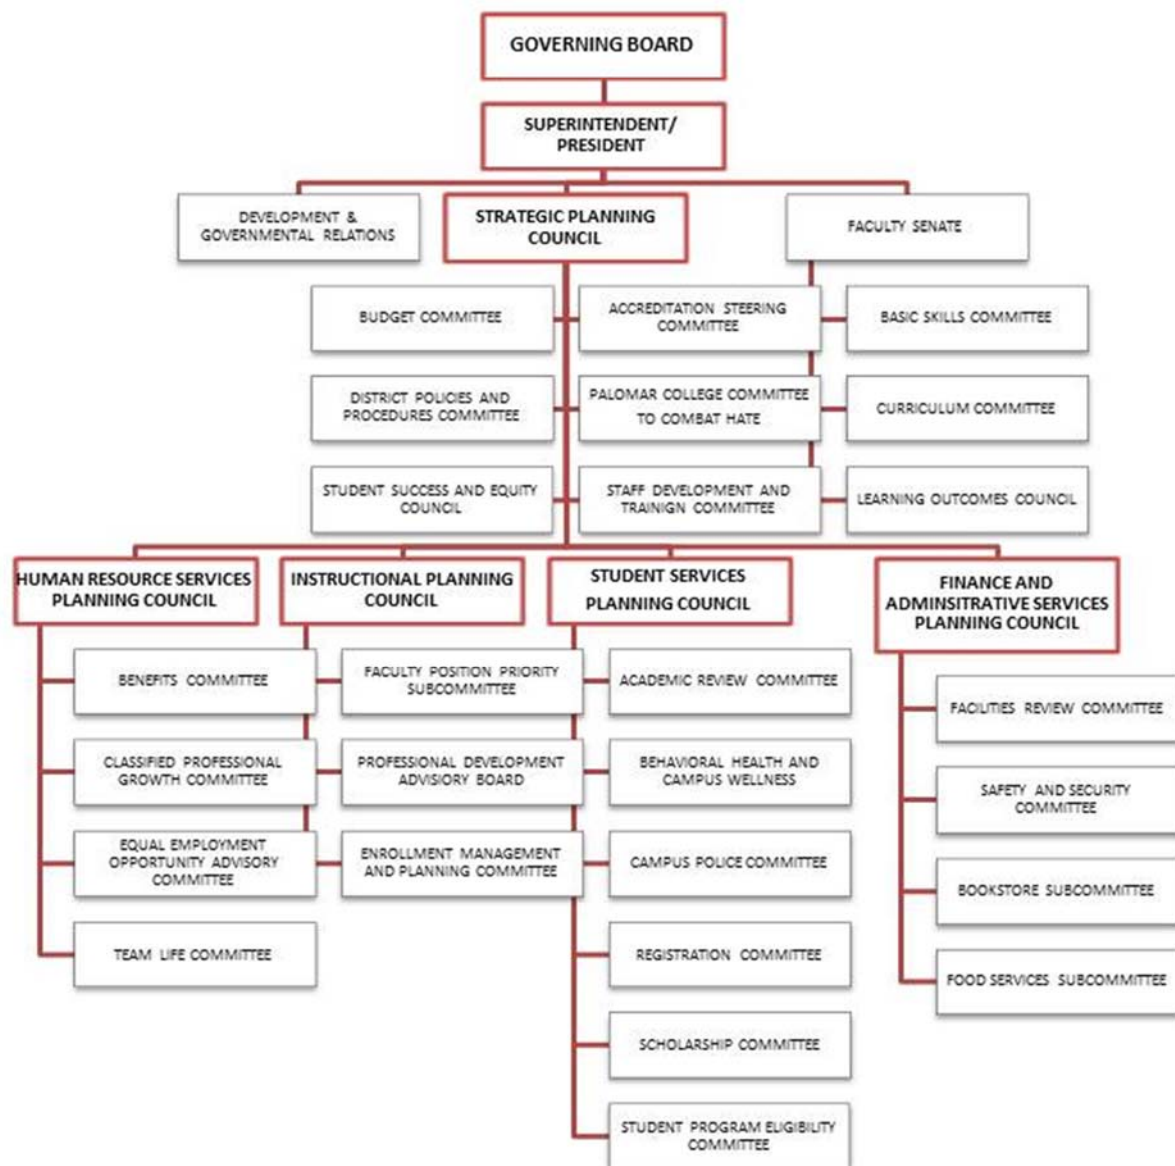 GOVERNING BOARD
SUPERINTENDENT/
PRESIDENT
DEVELOPMENT &
GOVERNMENTAL RELATIONS
STRATEGIC PLANNING
COUNCIL
FACULTY SENATE
BUDGET COMMITTEE
ACCREDITATION STEERING
COMMITTEE
BASIC SKILLS COMMITTEE
DISTRICT POLICIES AND
PROCEDURES COMMITTEE
PALOMAR COLLEGE COMMITTEE
TO COMBAT HATE
CURRICULUM COMMITTEE
STUDENT SUCCESS AND EQUITY
COUNCIL
STAFF DEVELOPMENT AND
TRAINIGN COMMITTEE
LEARNING OUTCOMES COUNCIL
HUMAN RESOURCE SERVICES
PLANNING COUNCIL
INSTRUCTIONAL PLANNING
COUNCIL
STUDENT SERVICES
PLANNING COUNCIL
FINANCE AND
ADMINSITRATIVE SERVICES
PLANNING COUNCIL
BENEFITS COMMITTEE
FACULTY POSITION PRIORITY
SUBCOMMITTEE
ACADEMIC REVIEW COMMITTEE
FACILITIES REVIEW COMMITTEE
CLASSIFIED PROFESSIONAL
GROWTH COMMITTEE
PROFESSIONAL DEVELOPMENT
ADVISORY BOARD
BEHAVIORAL HEALTH AND
CAMPUS WELLNESS
SAFETY AND SECURITY
COMMITTEE
EQUAL EMPLOYMENT
OPPORTUNITY ADVISORY
COMMITTEE
ENROLLMENT MANAGEMENT
AND PLANNING COMMITTEE
CAMPUS POLICE COMMITTEE
BOOKSTORE SUBCOMMITTEE
TEAM LIFE COMMITTEE
REGISTRATION COMMITTEE
FOOD SERVICES SUBCOMMITTEE
SCHOLARSHIP COMMITTEE
STUDENT PROGRAM ELIGIBILITY
COMMITTEE